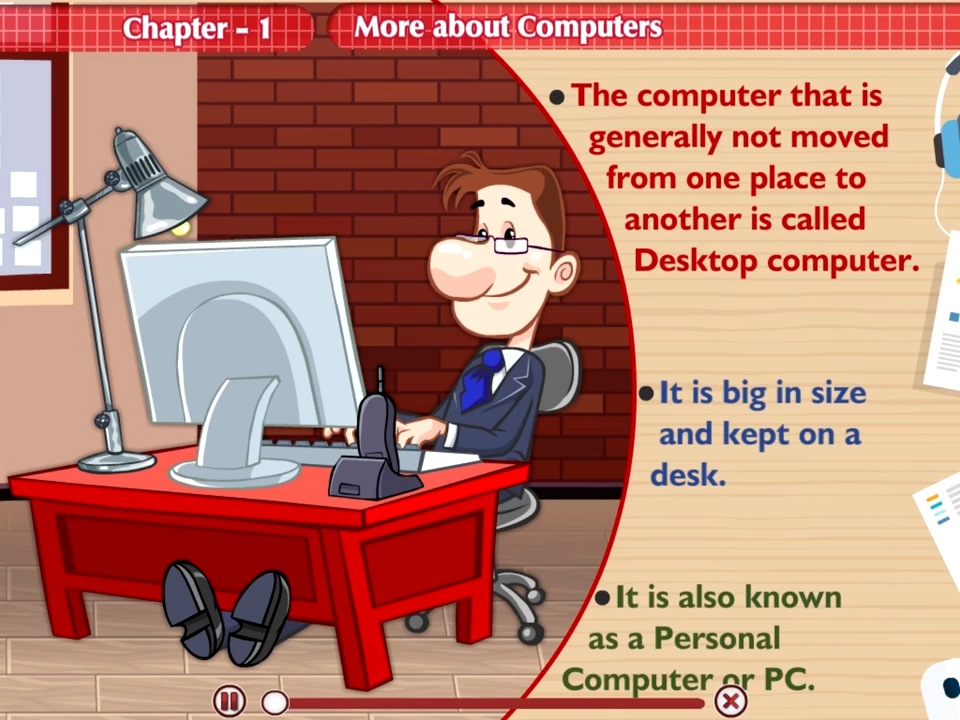 Chapter - 1
More about Computers
• The computer that is
generally not moved
from one place to
another is called
Desktop computer.
• It is big in size
and kept on a
desk.
• It is also known
as a Personal
Computer or PC.